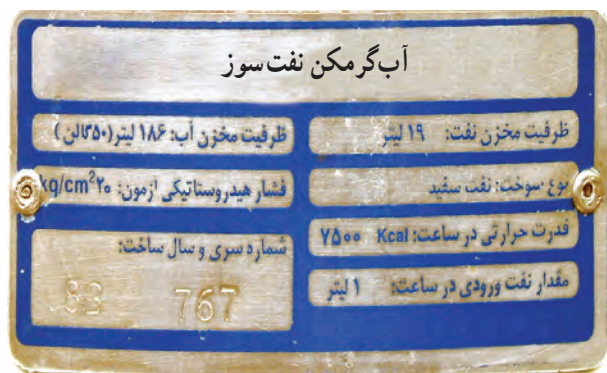 آب‌گرمکن نفت‌سوز
ظرفیت مخزن نفت: ۱۹ لیتر
ظرفیت مخزن آب: ۱۸۶ لیتر (۵۰ گالن)
نوع سوخت: نفت سفید
فشار هیدروستاتیکی آزمون: ۲۰ kg/cm²
قدرت حرارتی در ساعت: ۷۵۰۰ Kcal
شماره سری و سال ساخت:
مقدار نفت ورودی در ساعت: ۱ لیتر
83 767